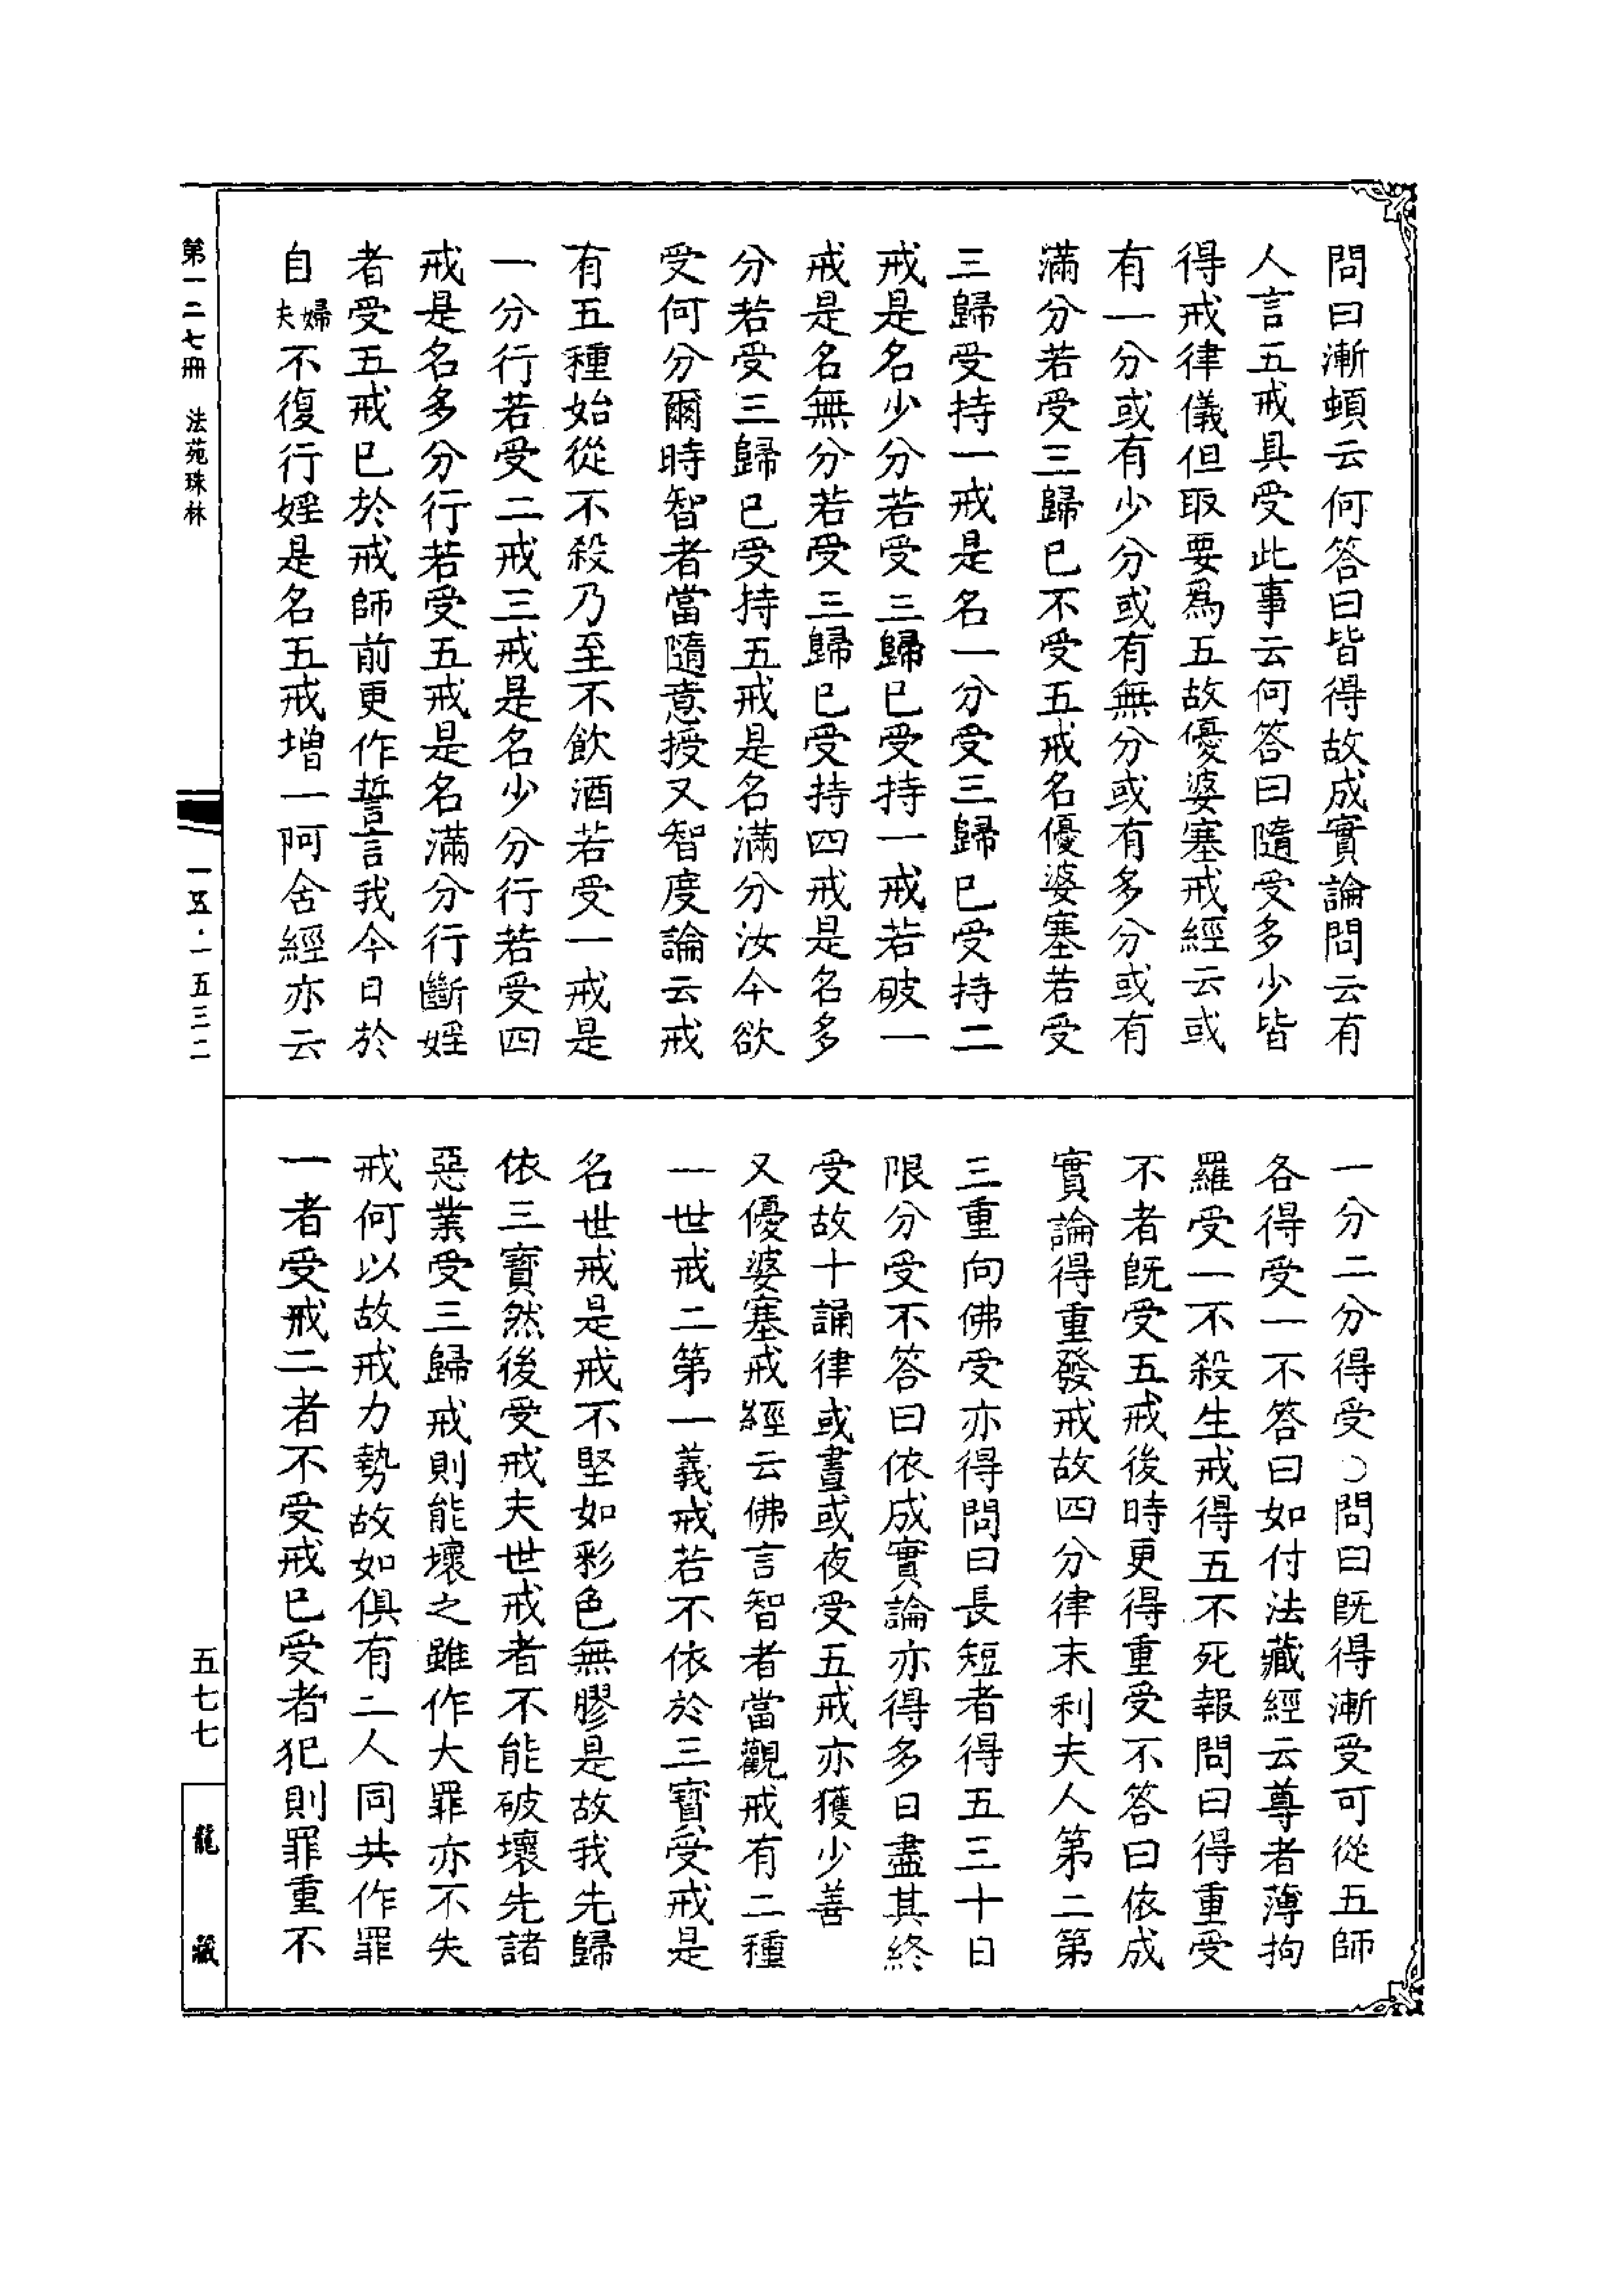 問曰漸頓云何答曰皆得故成實論問云有
人言五戒具受此事云何答曰隨受多少皆
得戒律儀但取要爲五故優婆塞戒經云或
有一分或有少分或有無分或有多分或有
滿分若受三歸已不受五戒名優婆塞若受
三歸受持一戒是名一分受三歸已受持二
戒是名少分若受三歸已受持一戒若破一
戒是名無分若受三歸已受持四戒是名多
分若受三歸已受持五戒是名滿分汝今欲
受何分爾時智者當隨意授又智度論云戒
有五種始從不殺乃至不飲酒若受一戒是
一分行若受二戒三戒是名少分行若受四
戒是名多分行若受五戒是名滿分行斷婬
者受五戒已於戒師前更作誓言我今日於
自婦夫不復行婬是名五戒增一阿含經亦云
一分二分得受○問曰既得漸受可從五師
各得受一不答曰如付法藏經云尊者薄拘
羅受一不殺生戒得五不死報問曰得重受
不者既受五戒後時更得重受不答曰依成
實論得重發戒故四分律末利夫人第二第
三重向佛受亦得問曰長短者得五三十日
限分受不答曰依成實論亦得多日盡其終
受故十誦律或晝或夜受五戒亦獲少善
又優婆塞戒經云佛言智者當觀戒有二種
一世戒二第一義戒若不依於三寶受戒是
名世戒是戒不堅如彩色無膠是故我先歸
依三寶然後受戒夫世戒者不能破壞先諸
惡業受三歸戒則能壞之雖作大罪亦不失
戒何以故戒力勢故如俱有二人同共作罪
一者受戒二者不受戒已受者犯則罪重不
第一二七冊 法苑珠林
一五·一五三二
五七七
龍藏